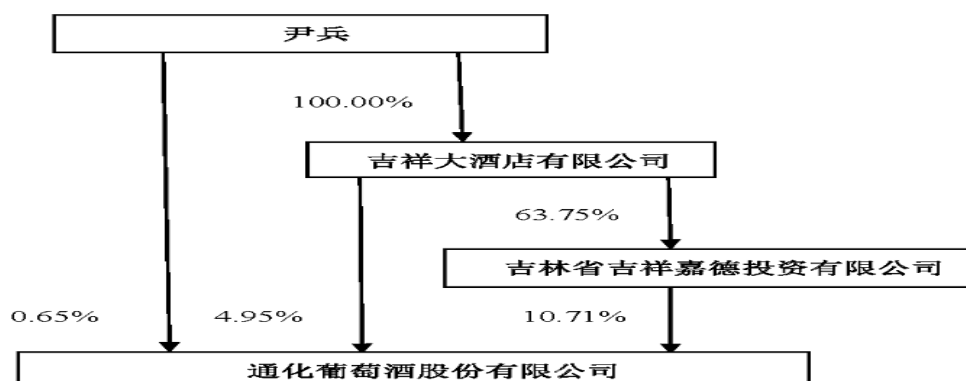 尹兵
100.00%
吉祥大酒店有限公司
63.75%
吉林省吉祥嘉德投资有限公司
0.65%
4.95%
10.71%
通化葡萄酒股份有限公司